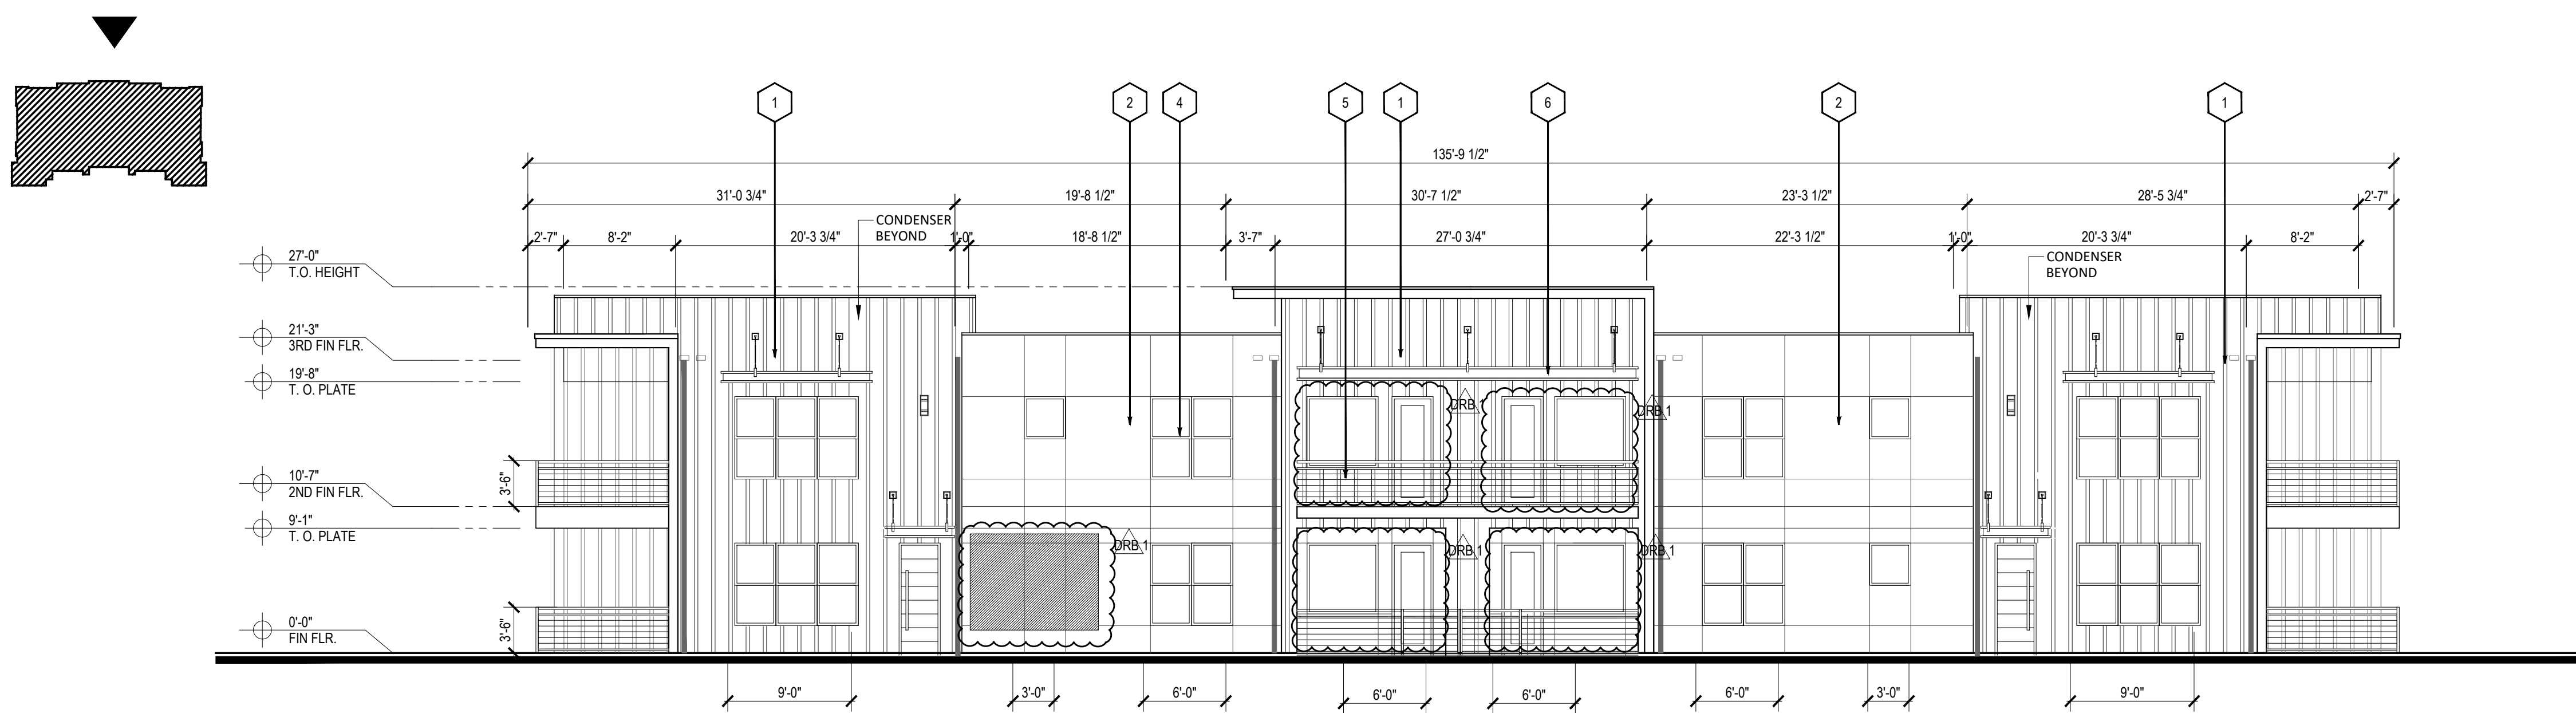 1
2
4
5
1
6
2
1
135'-9 1/2"
31'-0 3/4"
19'-8 1/2"
30'-7 1/2"
23'-3 1/2"
28'-5 3/4"
2'-7"
CONDENSER
BEYOND
2'-7"
8'-2"
20'-3 3/4"
1'-0"
18'-8 1/2"
3'-7"
27'-0 3/4"
22'-3 1/2"
1'-0"
20'-3 3/4"
8'-2"
CONDENSER
BEYOND
27'-0"
T.O. HEIGHT
21'-3"
3RD FIN FLR.
19'-8"
T. O. PLATE
10'-7"
2ND FIN FLR.
9'-1"
T. O. PLATE
0'-0"
FIN FLR.
3'-6"
3'-6"
DRB 1
DRB 1
DRB 1
DRB 1
DRB 1
9'-0"
3'-0"
6'-0"
6'-0"
6'-0"
6'-0"
3'-0"
9'-0"